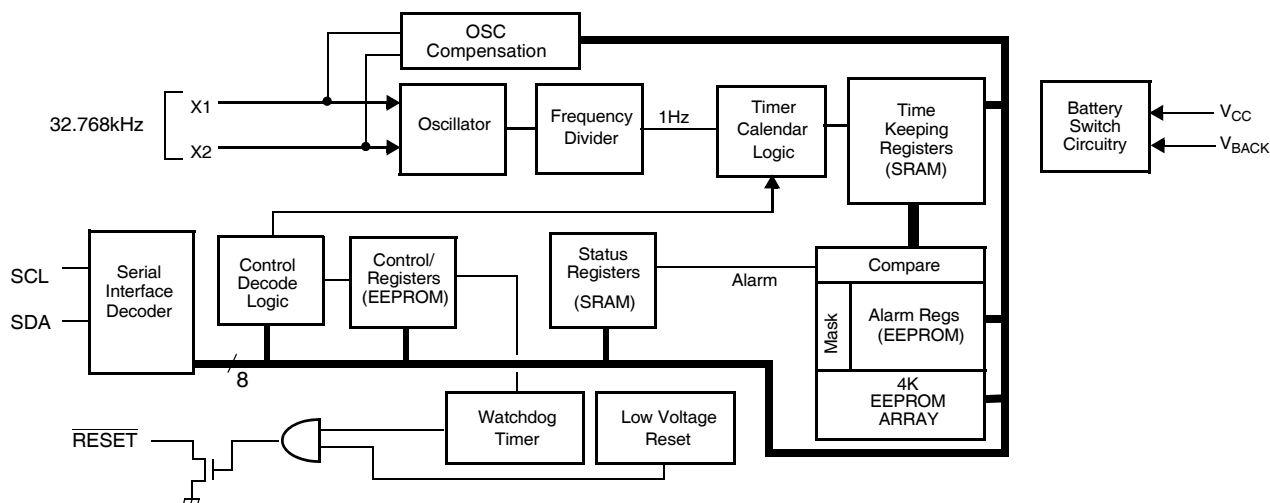 OSC
Compensation
32.768kHz
X1
X2
Oscillator
Frequency
Divider
1Hz
Timer
Calendar
Logic
Time
Keeping
Registers
(SRAM)
Battery
Switch
Circuitry
VCC
VBACK
SCL
SDA
Serial
Interface
Decoder
Control
Decode
Logic
Control/
Registers
(EEPROM)
Status
Registers
(SRAM)
Alarm
Compare
Mask
Alarm Regs
(EEPROM)
4K
EEPROM
ARRAY
8
RESET
Watchdog
Timer
Low Voltage
Reset